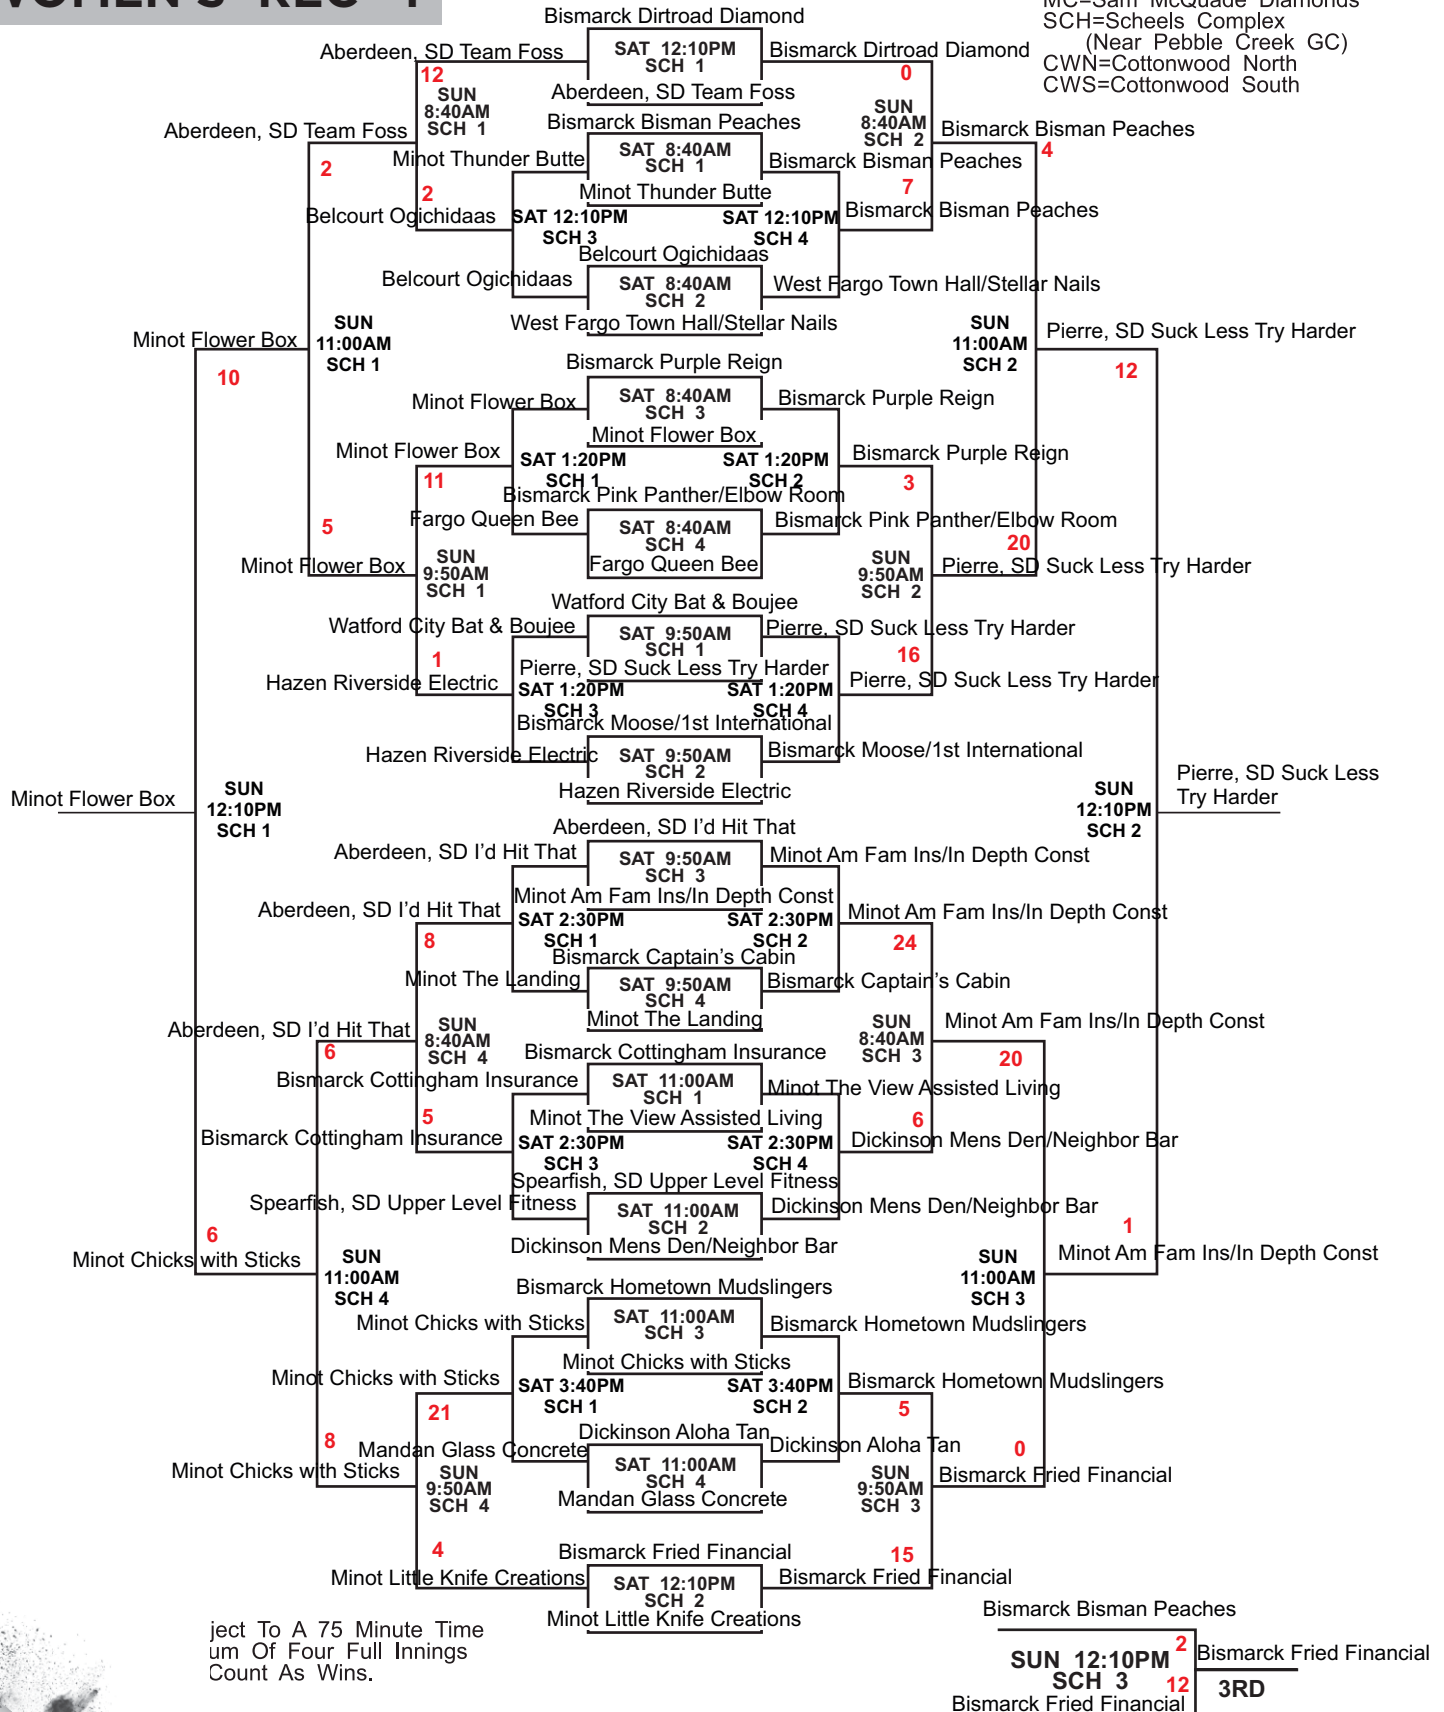 WOMEN'S REC 4
MC=Sam McQuade Diamonds
SCH=Scheels Complex
(Near Pebble Creek GC)
CWN=Cottonwood North
CWS=Cottonwood South
Bismarck Dirtroad Diamond
Aberdeen, SD Team Foss
SAT 12:10PM
SCH 1
Bismarck Dirtroad Diamond
12
0
Aberdeen, SD Team Foss
SUN
8:40AM
SCH 1
SUN
8:40AM
SCH 2
Bismarck Bisman Peaches
Aberdeen, SD Team Foss
Bismarck Bisman Peaches
4
2
Minot Thunder Butte
SAT 8:40AM
SCH 1
Bismarck Bisman Peaches
2
7
Minot Thunder Butte
Belcourt Ogichidaas
SAT 12:10PM
SCH 3
SAT 12:10PM
SCH 4
Bismarck Bisman Peaches
Belcourt Ogichidaas
Belcourt Ogichidaas
SAT 8:40AM
SCH 2
West Fargo Town Hall/Stellar Nails
West Fargo Town Hall/Stellar Nails
Minot Flower Box
SUN
11:00AM
SCH 1
SUN
11:00AM
SCH 2
Pierre, SD Suck Less Try Harder
10
12
Bismarck Purple Reign
Minot Flower Box
SAT 8:40AM
SCH 3
Bismarck Purple Reign
Minot Flower Box
Minot Flower Box
SAT 1:20PM
SCH 1
SAT 1:20PM
SCH 2
Bismarck Purple Reign
11
3
Bismarck Pink Panther/Elbow Room
Fargo Queen Bee
SAT 8:40AM
SCH 4
Bismarck Pink Panther/Elbow Room
5
20
Fargo Queen Bee
Minot Flower Box
SUN
9:50AM
SCH 1
SUN
9:50AM
SCH 2
Pierre, SD Suck Less Try Harder
Watford City Bat & Boujee
Watford City Bat & Boujee
SAT 9:50AM
SCH 1
Pierre, SD Suck Less Try Harder
1
16
Pierre, SD Suck Less Try Harder
Hazen Riverside Electric
SAT 1:20PM
SCH 3
SAT 1:20PM
SCH 4
Pierre, SD Suck Less Try Harder
Bismarck Moose/1st International
Hazen Riverside Electric
SAT 9:50AM
SCH 2
Bismarck Moose/1st International
Hazen Riverside Electric
Minot Flower Box
SUN
12:10PM
SCH 1
SUN
12:10PM
SCH 2
Pierre, SD Suck Less
Try Harder
Aberdeen, SD I'd Hit That
Aberdeen, SD I'd Hit That
SAT 9:50AM
SCH 3
Minot Am Fam Ins/In Depth Const
Minot Am Fam Ins/In Depth Const
Aberdeen, SD I'd Hit That
SAT 2:30PM
SCH 1
SAT 2:30PM
SCH 2
Minot Am Fam Ins/In Depth Const
8
24
Bismarck Captain's Cabin
Minot The Landing
SAT 9:50AM
SCH 4
Bismarck Captain's Cabin
Minot The Landing
Aberdeen, SD I'd Hit That
SUN
8:40AM
SCH 4
SUN
8:40AM
SCH 3
Minot Am Fam Ins/In Depth Const
6
20
Bismarck Cottingham Insurance
Bismarck Cottingham Insurance
SAT 11:00AM
SCH 1
Minot The View Assisted Living
5
6
Minot The View Assisted Living
Bismarck Cottingham Insurance
SAT 2:30PM
SCH 3
SAT 2:30PM
SCH 4
Dickinson Mens Den/Neighbor Bar
Spearfish, SD Upper Level Fitness
Spearfish, SD Upper Level Fitness
SAT 11:00AM
SCH 2
Dickinson Mens Den/Neighbor Bar
Dickinson Mens Den/Neighbor Bar
6
1
Minot Chicks with Sticks
SUN
11:00AM
SCH 4
SUN
11:00AM
SCH 3
Minot Am Fam Ins/In Depth Const
Bismarck Hometown Mudslingers
Minot Chicks with Sticks
SAT 11:00AM
SCH 3
Bismarck Hometown Mudslingers
Minot Chicks with Sticks
Minot Chicks with Sticks
SAT 3:40PM
SCH 1
SAT 3:40PM
SCH 2
Bismarck Hometown Mudslingers
21
5
Dickinson Aloha Tan
Mandan Glass Concrete
SAT 11:00AM
SCH 4
Dickinson Aloha Tan
8
0
Mandan Glass Concrete
Minot Chicks with Sticks
SUN
9:50AM
SCH 4
SUN
9:50AM
SCH 3
Bismarck Fried Financial
4
15
Bismarck Fried Financial
Minot Little Knife Creations
SAT 12:10PM
SCH 2
Bismarck Fried Financial
Minot Little Knife Creations
ject To A 75 Minute Time
um Of Four Full Innings
Count As Wins.
Bismarck Bisman Peaches
2
SUN 12:10PM
SCH 3
Bismarck Fried Financial
12
3RD
Bismarck Fried Financial